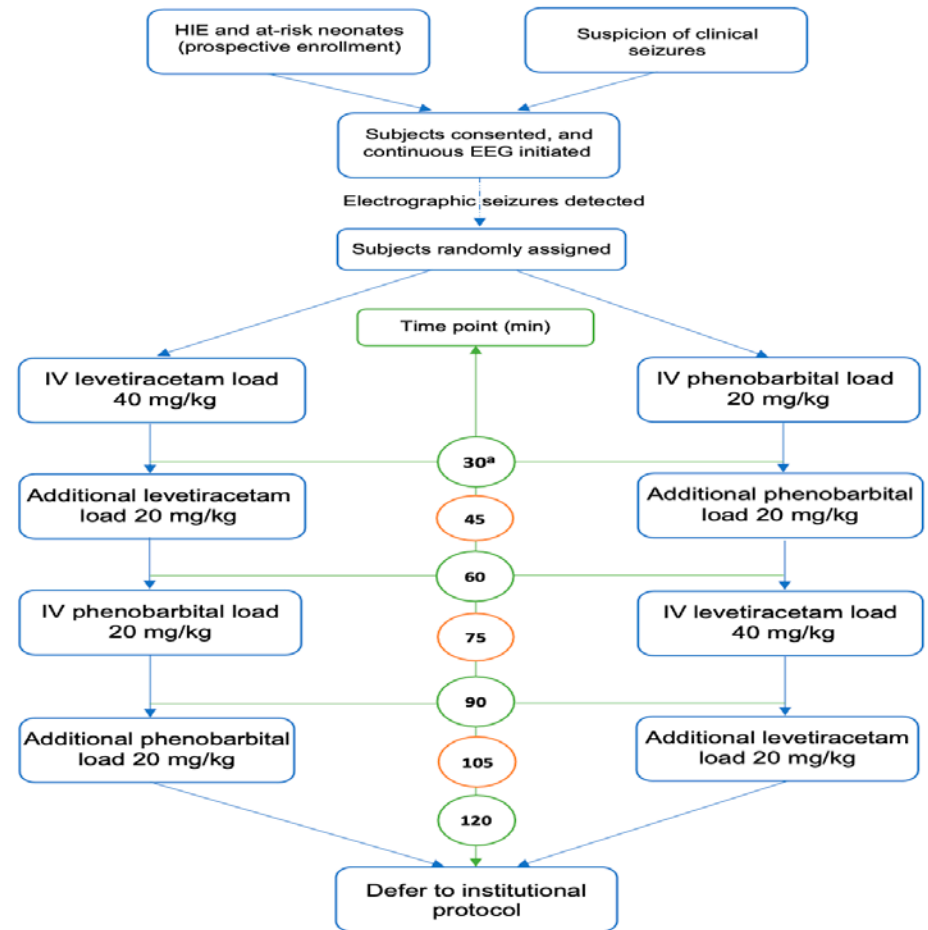 HIE and at-risk neonates
(prospective enrollment)
Suspicion of clinical
seizures
Subjects consented, and
continuous EEG initiated
Electrographic seizures detected
Subjects randomly assigned
Time point (min)
IV levetiracetam load
40 mg/kg
IV phenobarbital load
20 mg/kg
30ª
Additional levetiracetam
load 20 mg/kg
Additional phenobarbital
load 20 mg/kg
45
60
IV phenobarbital load
20 mg/kg
IV levetiracetam load
40 mg/kg
75
90
Additional phenobarbital
load 20 mg/kg
Additional levetiracetam
load 20 mg/kg
105
120
Defer to institutional
protocol